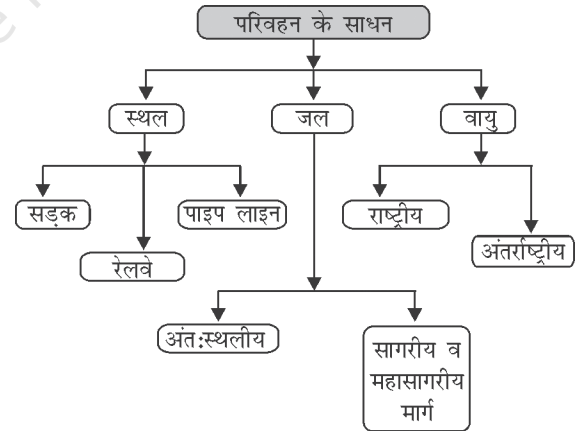 परिवहन के साधन
स्थल
जल
वायु
सड़क
पाइप लाइन
राष्ट्रीय
रेलवे
अंतर्राष्ट्रीय
अंत:स्थलीय
सागरीय व
महासागरीय
मार्ग